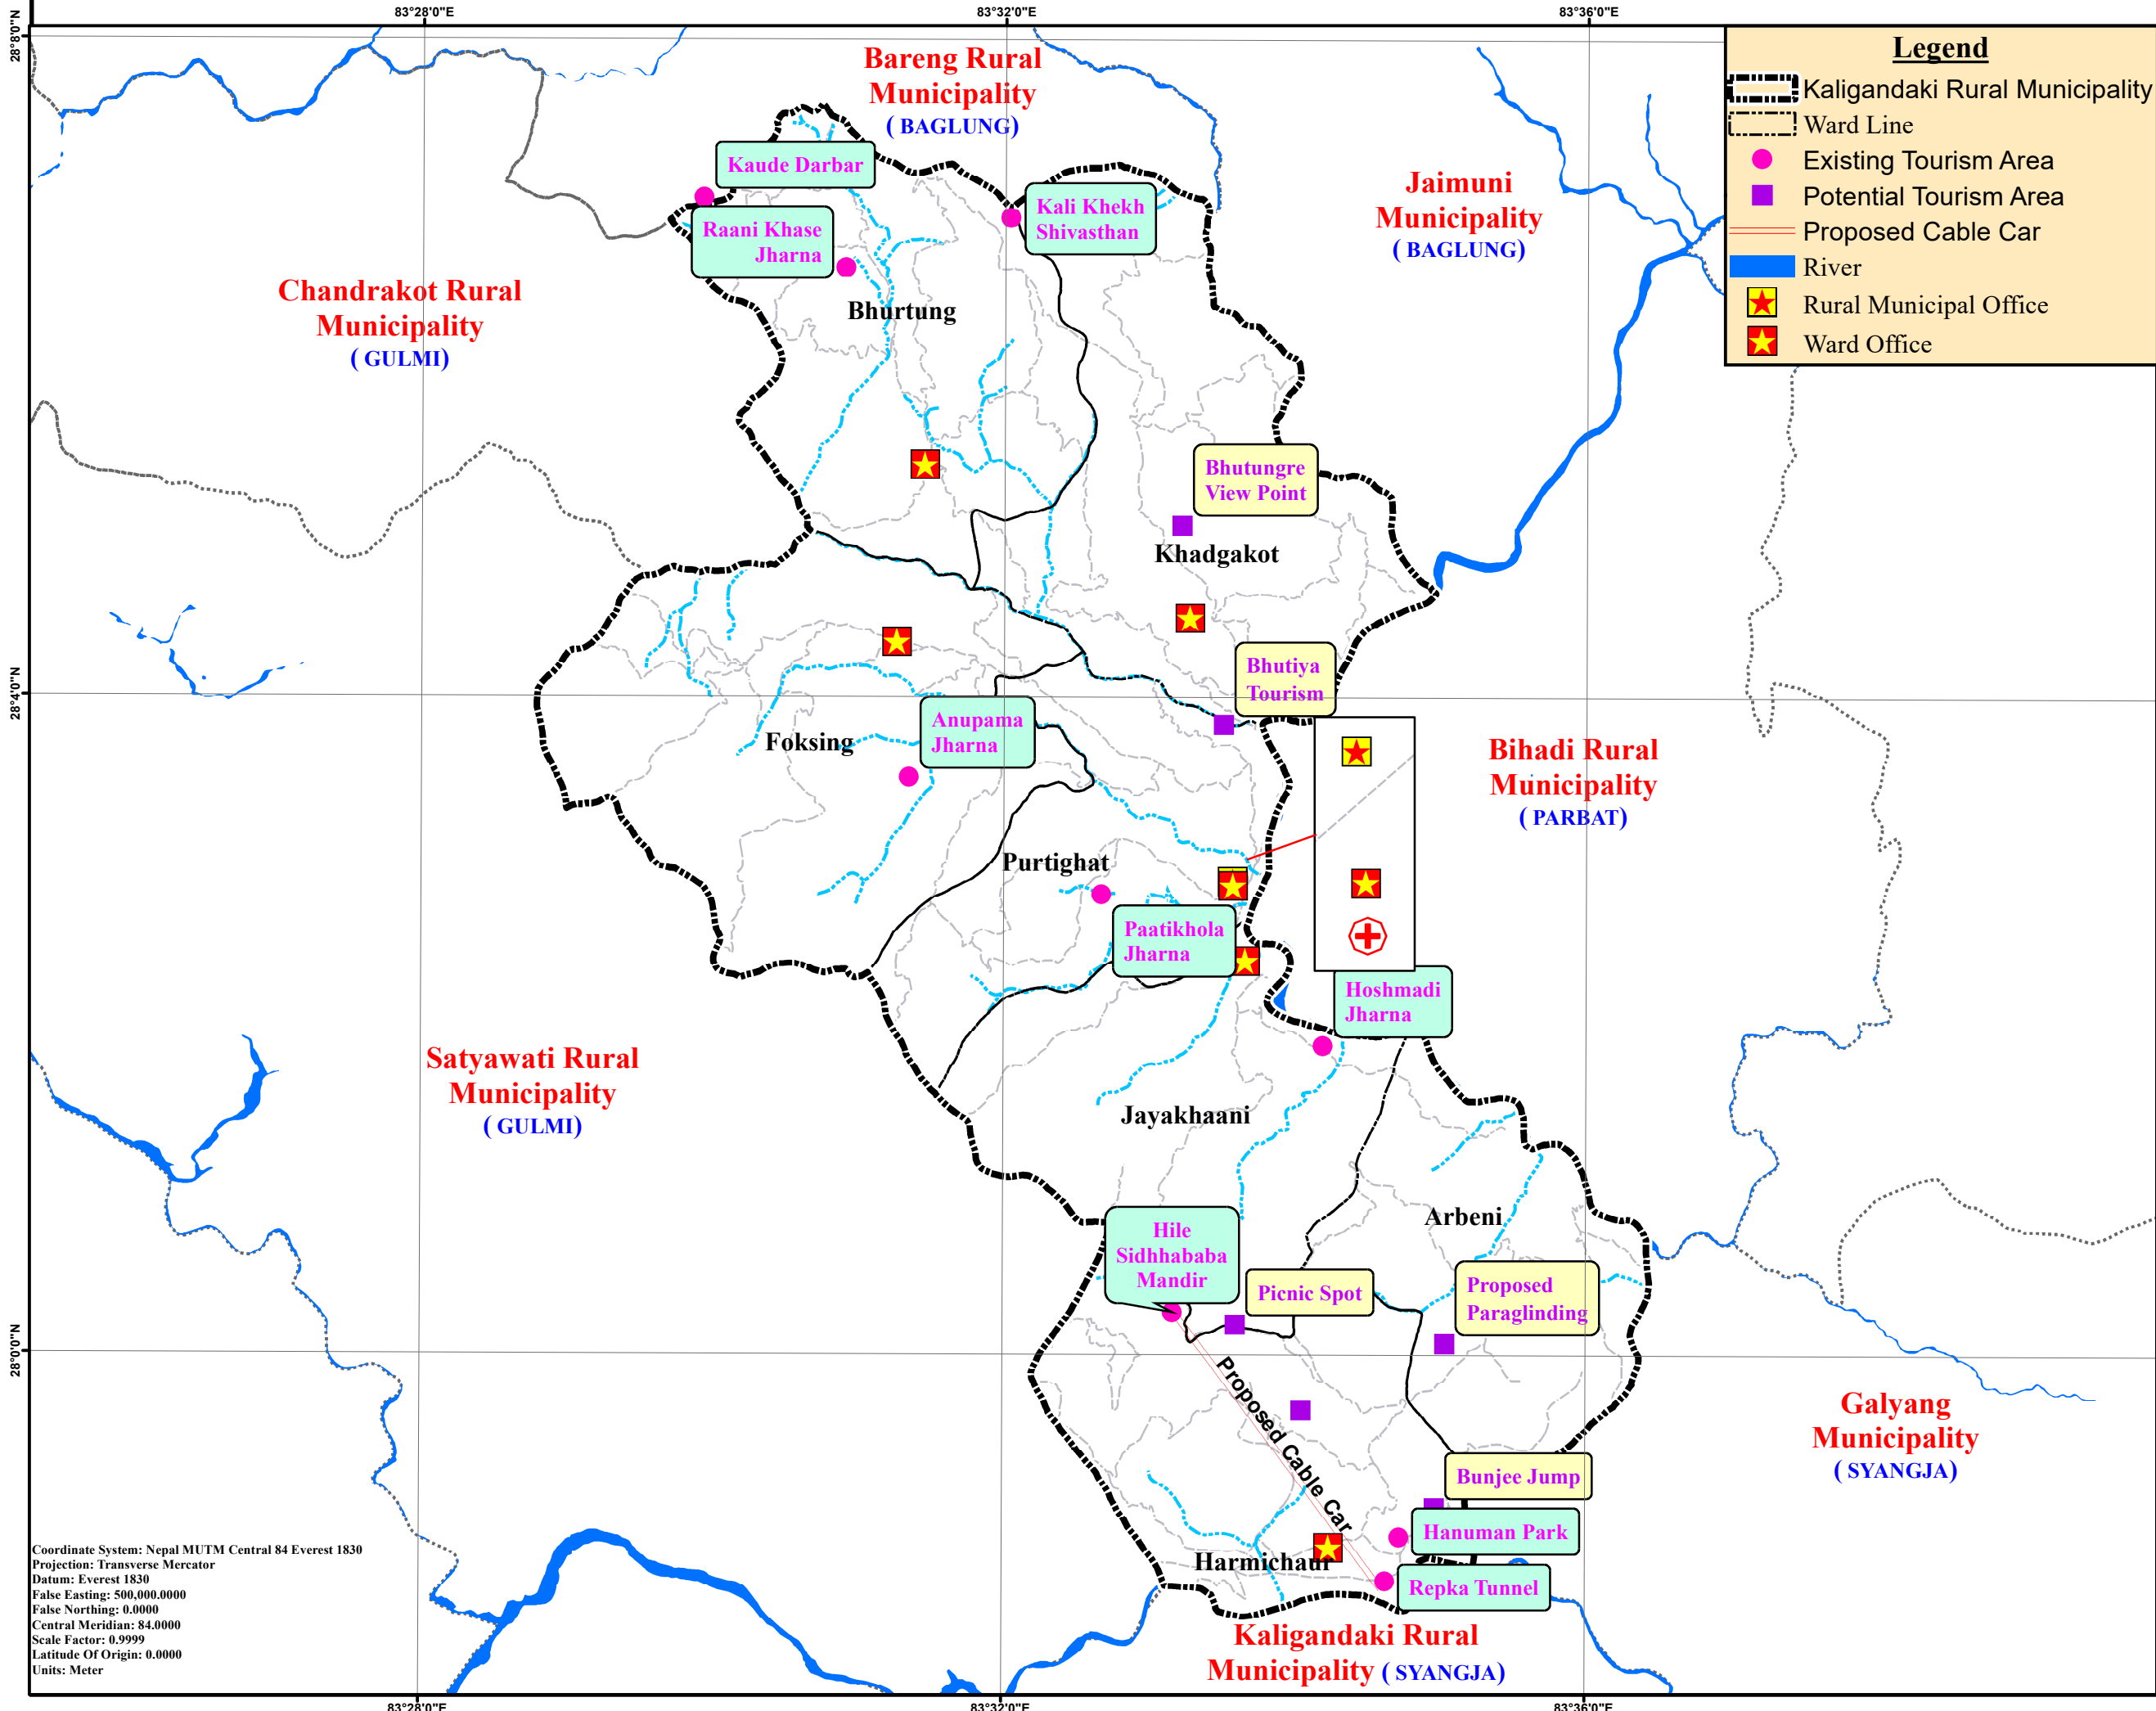 83°28'0"E
83°32'0"E
83°36'0"E
28°8'0"N
Legend
Kaligandaki Rural Municipality
Ward Line
Existing Tourism Area
Potential Tourism Area
Proposed Cable Car
River
Rural Municipal Office
Ward Office
Bareng Rural
Municipality
( BAGLUNG)
Kaude Darbar
Raani Khase
Jharna
Kali Khekh
Shivasthan
Jaimuni
Municipality
( BAGLUNG)
Chandrakot Rural
Municipality
( GULMI)
Bhurtung
Bhutungre
View Point
Khadgakot
Bhutiya
Tourism
28°4'0"N
Anupama
Jharna
Foksing
Bihadi Rural
Municipality
( PARBAT)
Purtighat
Paatikhola
Jharna
Hoshmadi
Jharna
Satyawati Rural
Municipality
( GULMI)
Jayakhaani
Arbeni
Hile
Sidhhababa
Mandir
Picnic Spot
Proposed
Paraglinding
28°0'0"N
Proposed Cable Car
Galyang
Municipality
( SYANGJA)
Bunjee Jump
Hanuman Park
Harmichaur
Repka Tunnel
Kaligandaki Rural
Municipality ( SYANGJA)
Coordinate System: Nepal MUTM Central 84 Everest 1830
Projection: Transverse Mercator
Datum: Everest 1830
False Easting: 500,000.0000
False Northing: 0.0000
Central Meridian: 84.0000
Scale Factor: 0.9999
Latitude Of Origin: 0.0000
Units: Meter
83°28'0"E
83°32'0"E
83°36'0"E